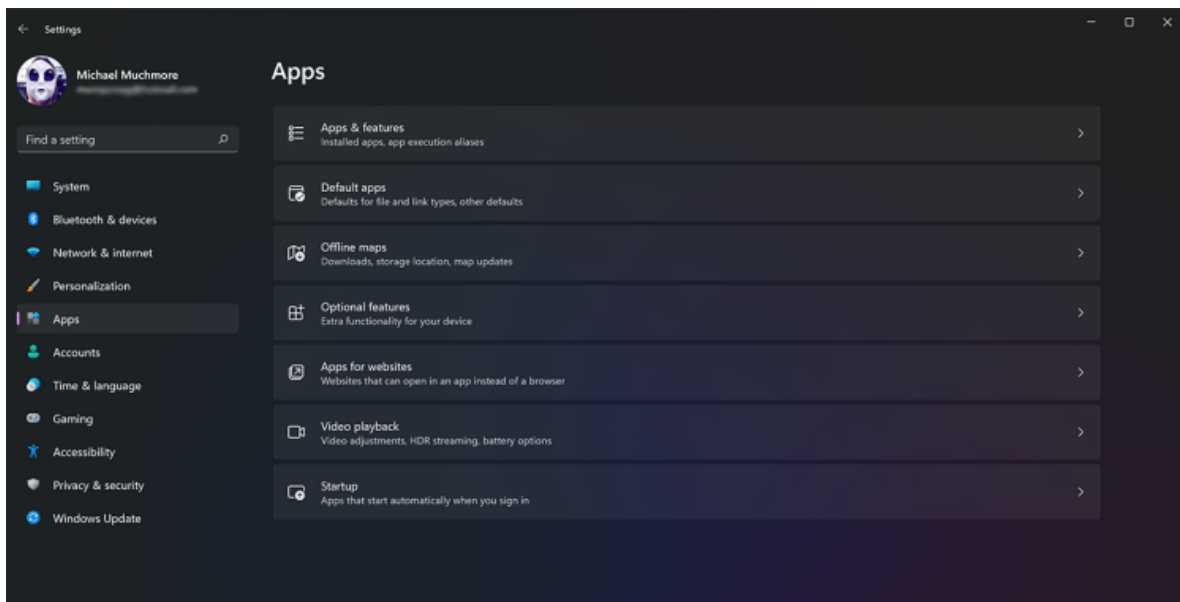 Settings
Michael Muchmore
Find a setting
System
Bluetooth & devices
Network & internet
Personalization
Apps
Accounts
Time & language
Gaming
Accessibility
Privacy & security
Windows Update
Apps
Apps & features
Installed apps, app execution aliases
Default apps
Defaults for file and link types, other defaults
Offline maps
Downloads, storage location, map updates
Optional features
Extra functionality for your device
Apps for websites
Websites that can open in an app instead of a browser
Video playback
Video adjustments, HDR streaming, battery options
Startup
Apps that start automatically when you sign in